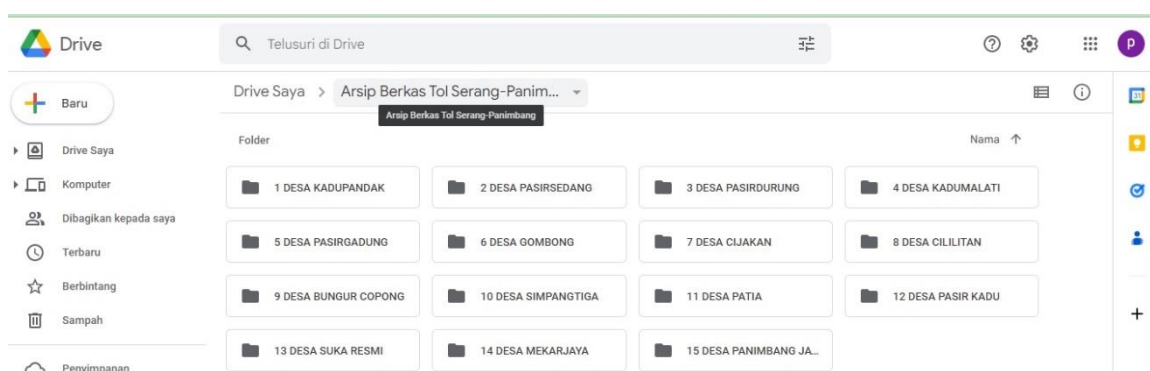 Drive
Telusuri di Drive
p
Baru
Drive Saya > Arsip Berkas Tol Serang-Panim...
Arsip Berkas Tol Serang-Panimbang
31
Drive Saya
Komputer
Dibagikan kepada saya
Terbaru
Berbintang
Sampah
Penyimpanan
Folder
Nama
1 DESA KADUPANDAK
2 DESA PASIRSEDANG
3 DESA PASIRDURUNG
4 DESA KADUMALATI
5 DESA PASIRGADUNG
6 DESA GOMBONG
7 DESA CIJAKAN
8 DESA CILILITAN
9 DESA BUNGUR COPONG
10 DESA SIMPANGTIGA
11 DESA PATIA
12 DESA PASIR KADU
13 DESA SUKA RESMI
14 DESA MEKARJAYA
15 DESA PANIMBANG JA...